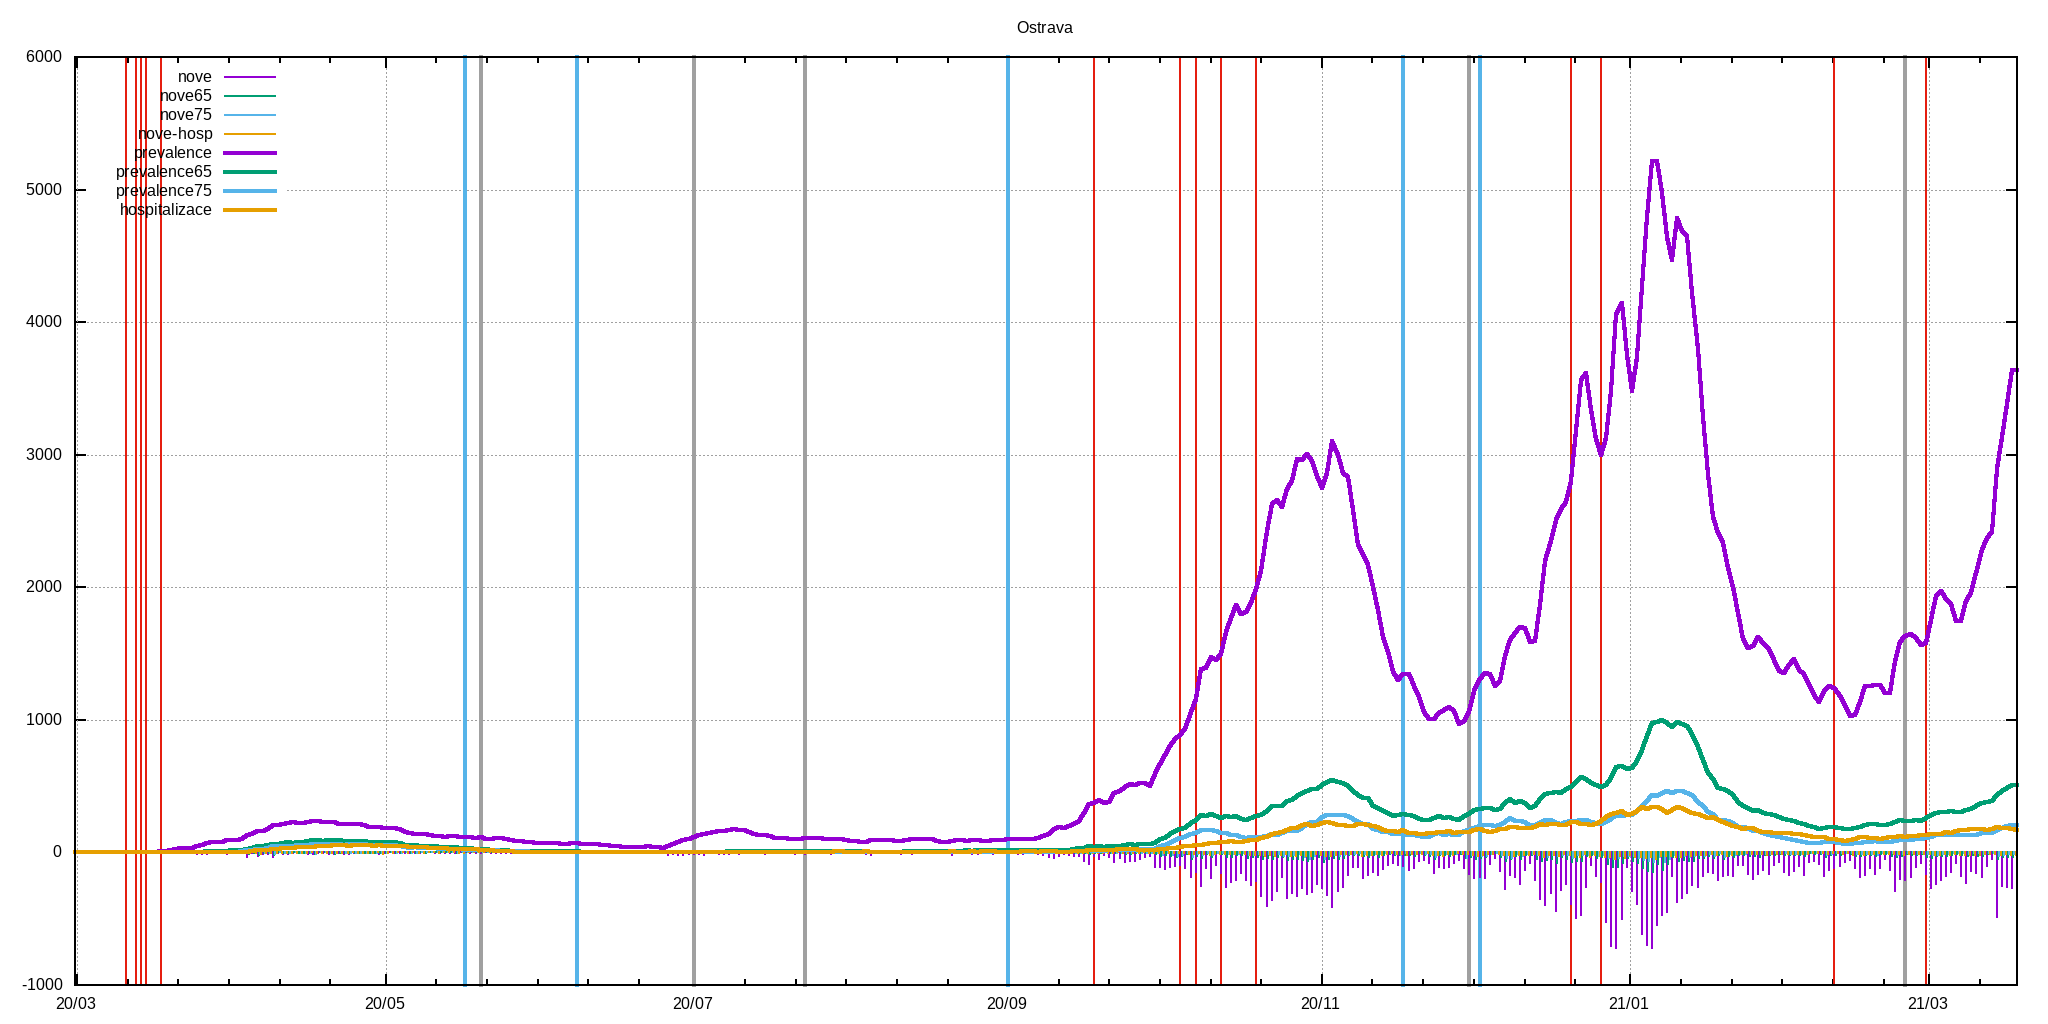 Ostrava
6000
5000
4000
3000
2000
1000
0
-1000
nove
nove65
nove75
nove-hosp
prevalence
prevalence65
prevalence75
hospitalizace
20/03 20/05 20/07 20/09 20/11 21/01 21/03